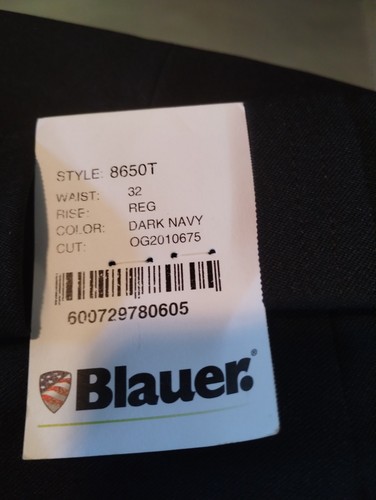 STYLE: 8650T
WAIST: 32
RISE: REG
COLOR: DARK NAVY
CUT: OG2010675
600729780605
Blauer.®